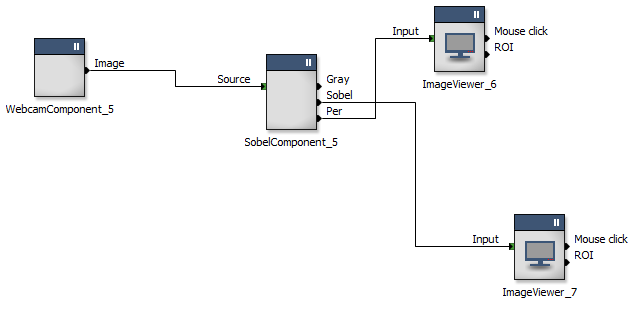 Input
Mouse click
ROI
ImageViewer_6
Image
WebcamComponent_5
Source
Gray
Sobel
Per
SobelComponent_5
Input
Mouse click
ROI
ImageViewer_7